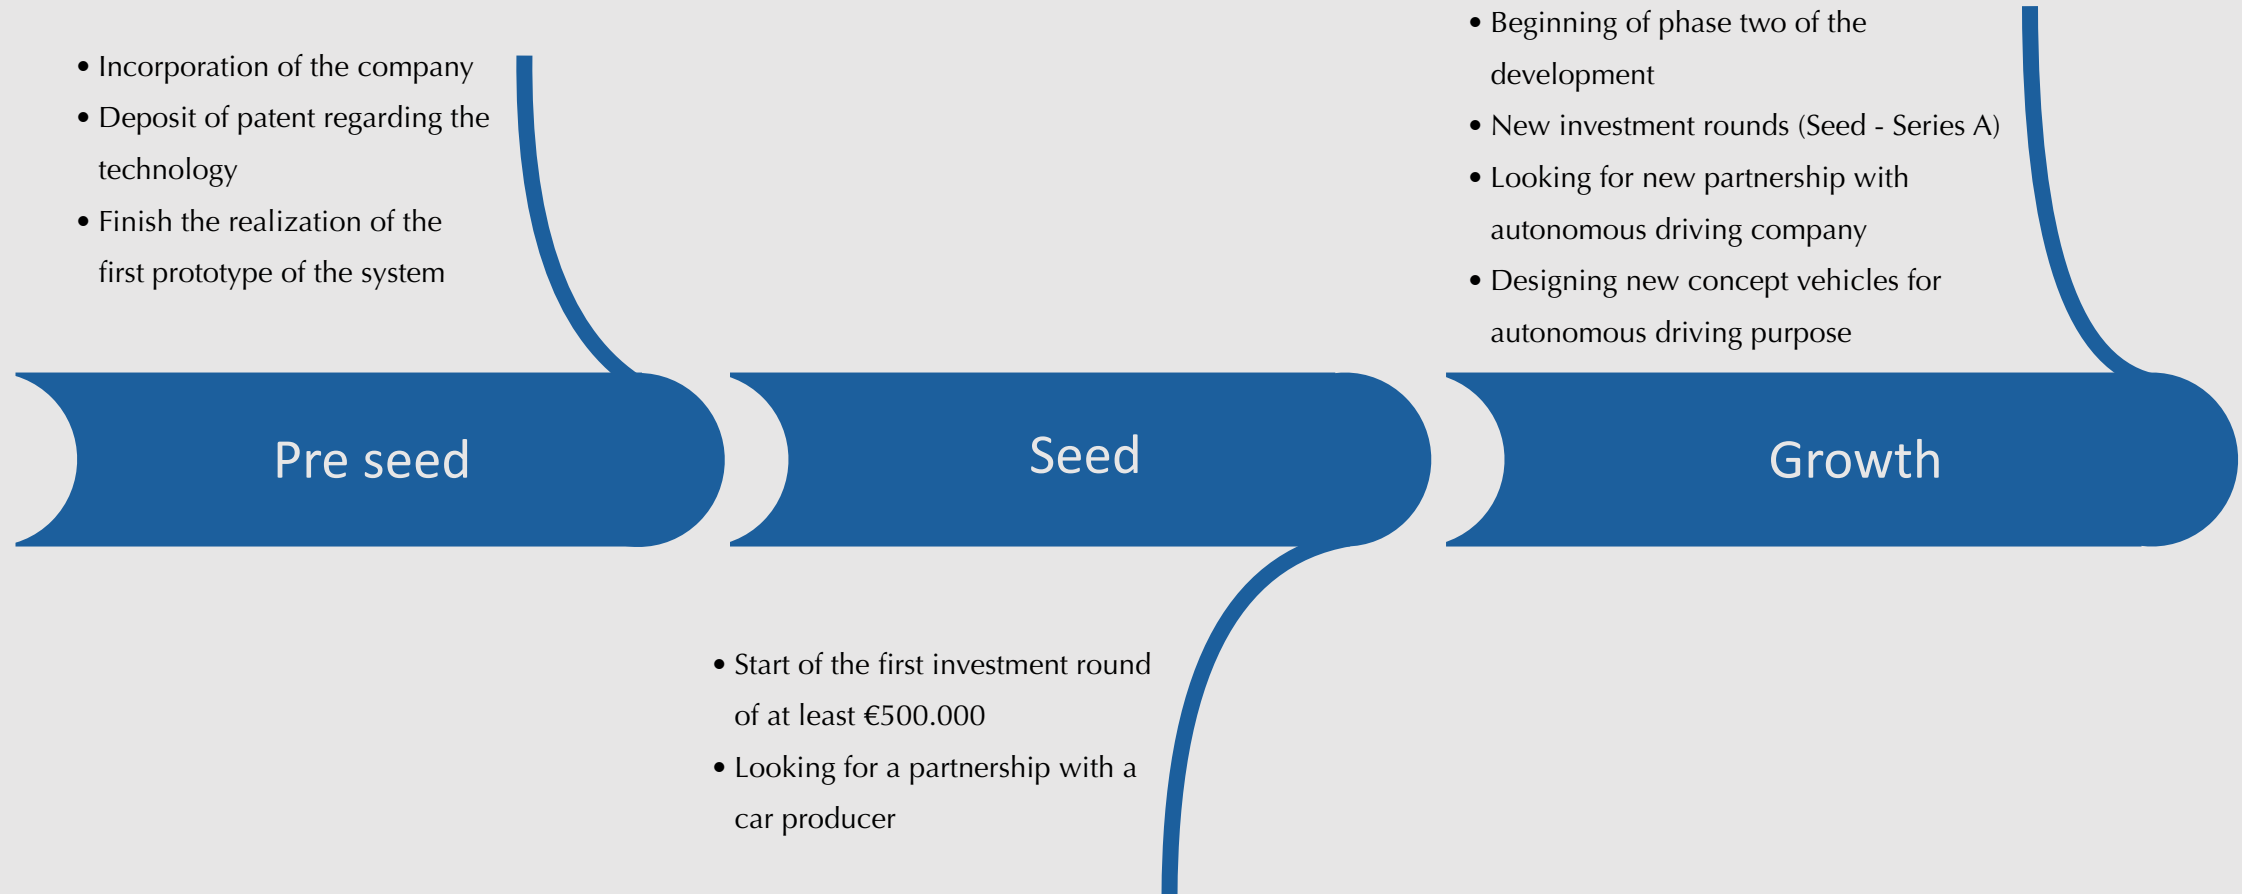 • Incorporation of the company
• Deposit of patent regarding the
technology
• Finish the realization of the
first prototype of the system
Pre seed
Seed
• Start of the first investment round
of at least €500.000
• Looking for a partnership with a
car producer
• Beginning of phase two of the
development
• New investment rounds (Seed - Series A)
• Looking for new partnership with
autonomous driving company
• Designing new concept vehicles for
autonomous driving purpose
Growth